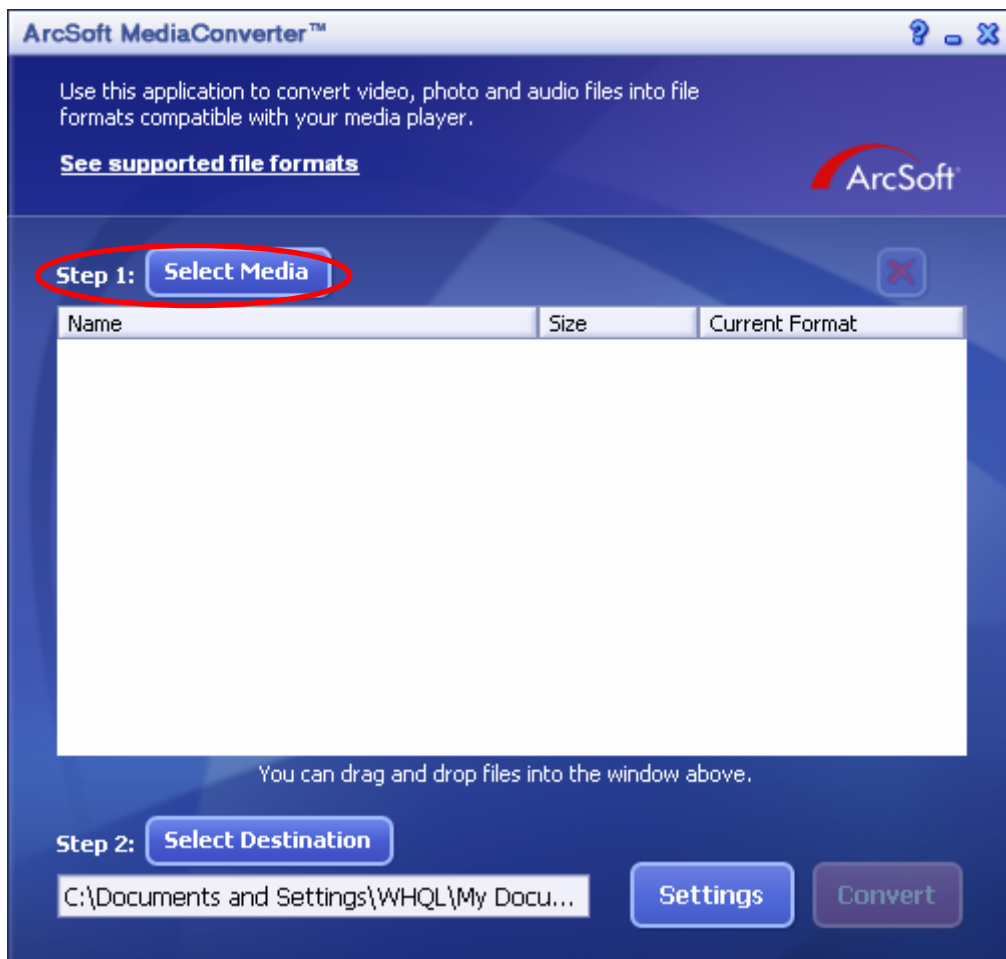 ArcSoft MediaConverter™
Use this application to convert video, photo and audio files into file
formats compatible with your media player.
See supported file formats
ArcSoft
Step 1: Select Media
Name Size Current Format
You can drag and drop files into the window above.
Step 2: Select Destination
C:\Documents and Settings\WHQL\My Docu...
Settings Convert